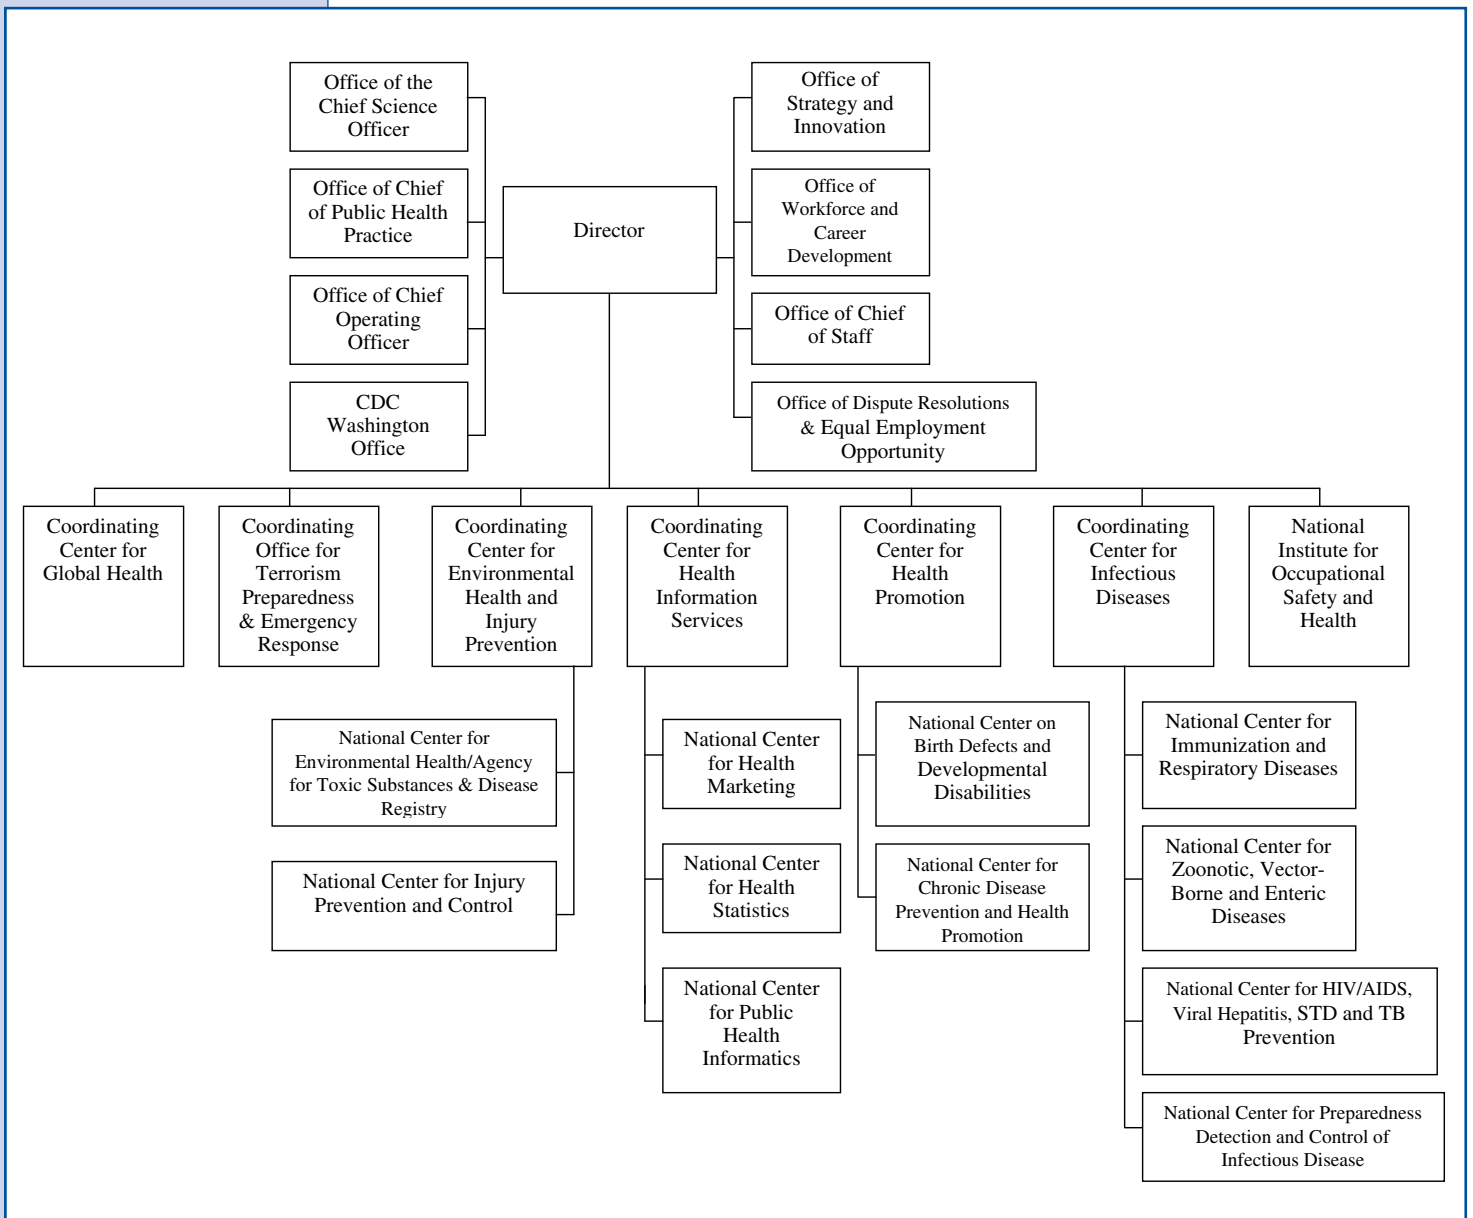 Office of the
Chief Science
Officer
Office of Chief
of Public Health
Practice
Office of Chief
Operating
Officer
CDC
Washington
Office
Director
Office of
Strategy and
Innovation
Office of
Workforce and
Career
Development
Office of Chief
of Staff
Office of Dispute Resolutions
& Equal Employment
Opportunity
Coordinating
Center for
Global Health
Coordinating
Office for
Terrorism
Preparedness
& Emergency
Response
Coordinating
Center for
Environmental
Health and
Injury
Prevention
Coordinating
Center for
Health
Information
Services
Coordinating
Center for
Health
Promotion
Coordinating
Center for
Infectious
Diseases
National
Institute for
Occupational
Safety and
Health
National Center for
Environmental Health/Agency
for Toxic Substances & Disease
Registry
National Center for Injury
Prevention and Control
National Center
for Health
Marketing
National Center
for Health
Statistics
National Center
for Public
Health
Informatics
National Center on
Birth Defects and
Developmental
Disabilities
National Center for
Chronic Disease
Prevention and Health
Promotion
National Center for
Immunization and
Respiratory Diseases
National Center for
Zoonotic, Vector-
Borne and Enteric
Diseases
National Center for HIV/AIDS,
Viral Hepatitis, STD and TB
Prevention
National Center for Preparedness
Detection and Control of
Infectious Disease